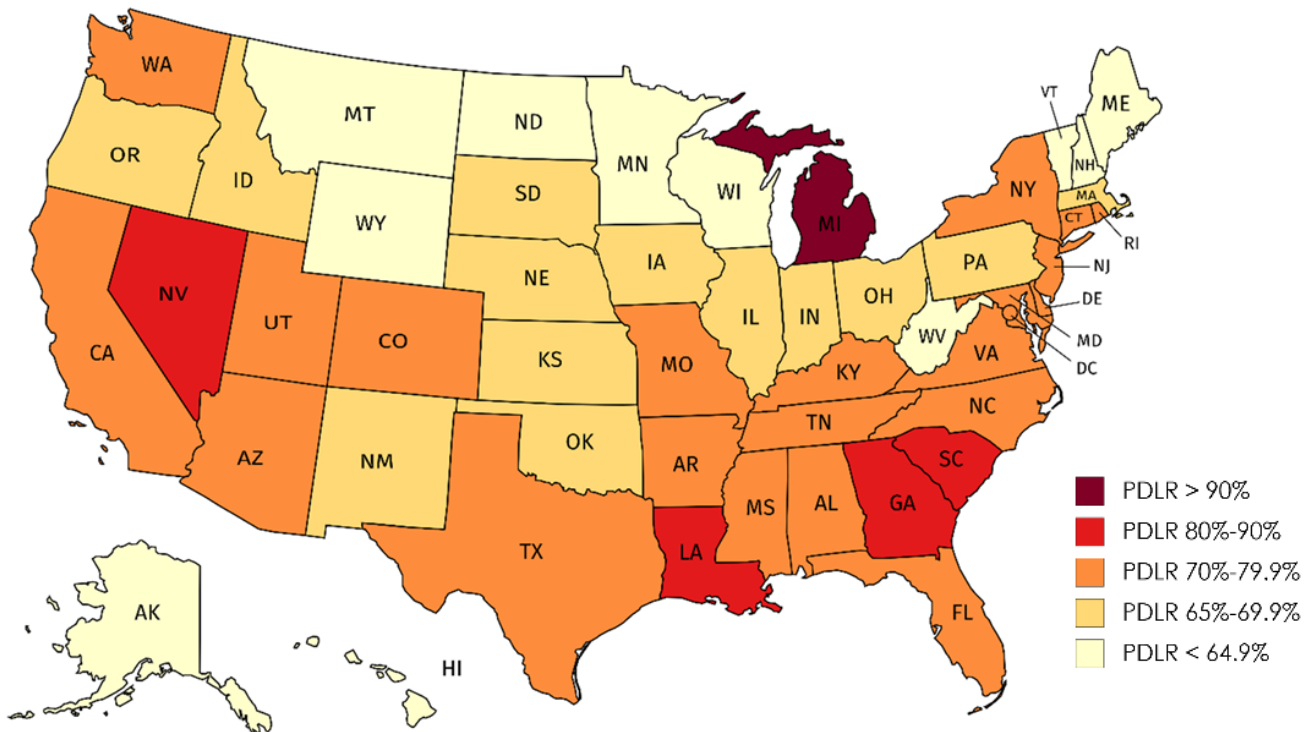 WA
MT
ND
MN
VT
ME
OR
ID
SD
WI
NH
NY
MA
WY
MI
CT
RI
IA
PA
NJ
NE
NV
OH
DE
IL
IN
UT
CO
WV
MD
CA
KS
MO
VA
DC
KY
NC
TN
OK
AZ
NM
AR
SC
MS
AL
GA
TX
LA
AK
FL
HI
PDLR > 90%
PDLR 80%-90%
PDLR 70%-79.9%
PDLR 65%-69.9%
PDLR < 64.9%